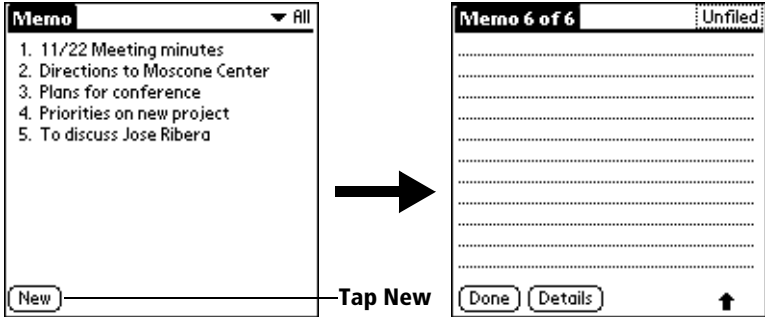 Memo
All
1. 11/22 Meeting minutes
2. Directions to Moscone Center
3. Plans for conference
4. Priorities on new project
5. To discuss Jose Ribera
New
Tap New
Memo 6 of 6
Unfiled
Done
Details